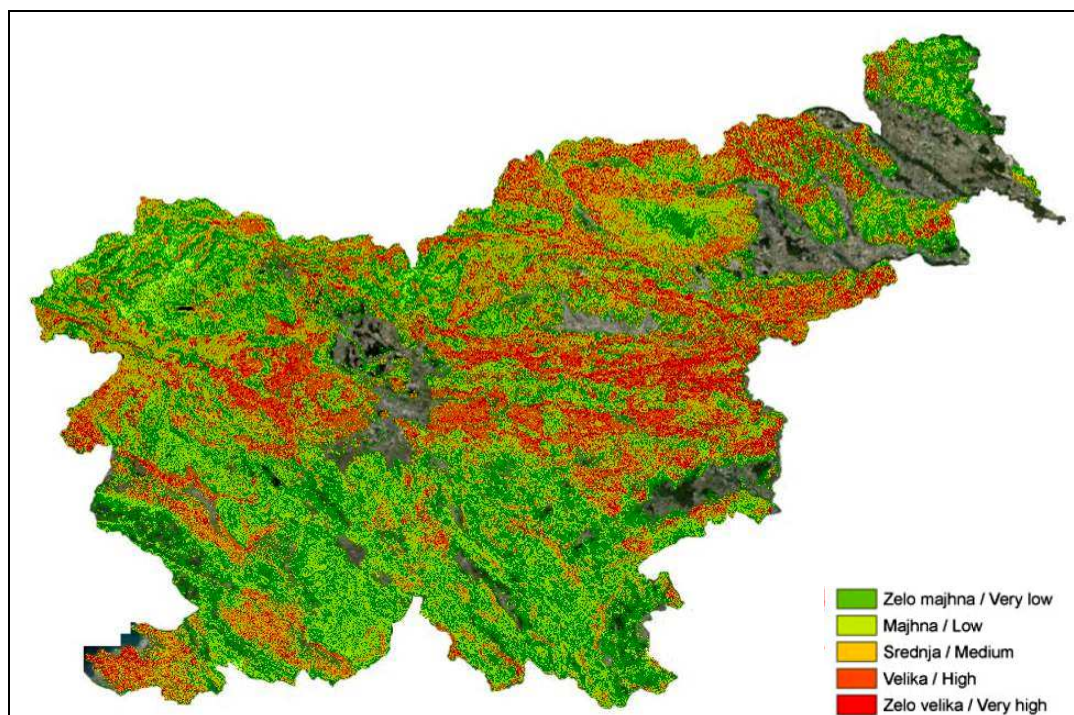 Zelo majhna / Very low
Majhna / Low
Srednja / Medium
Velika / High
Zelo velika / Very high